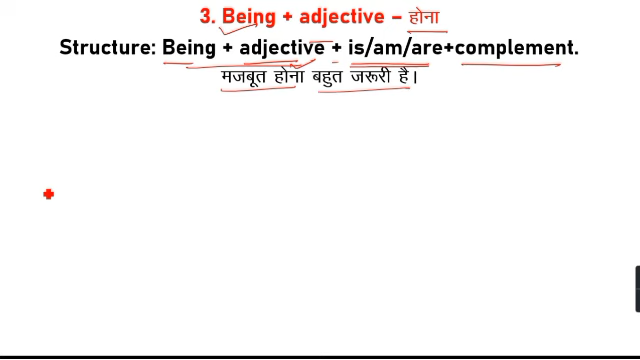 3. Being + adjective – होना
Structure: Being + adjective + is/am/are+complement.
मजबूत होना बहुत जरूरी है।